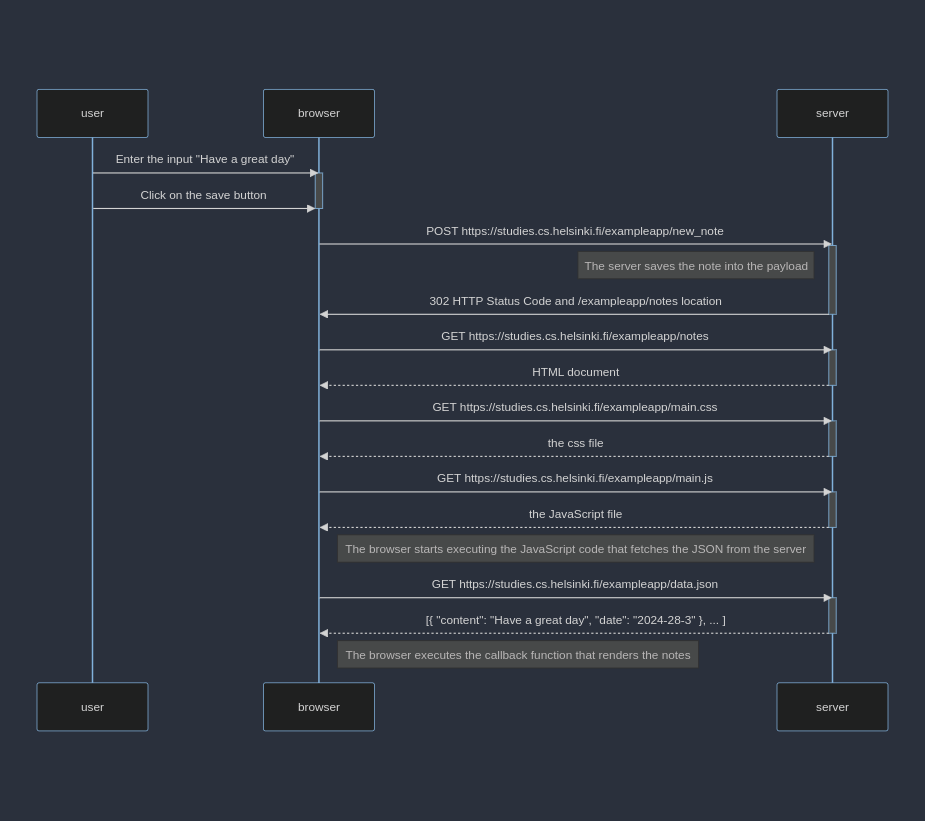 user
browser
server
Enter the input "Have a great day"
Click on the save button
POST https://studies.cs.helsinki.fi/exampleapp/new_note
The server saves the note into the payload
302 HTTP Status Code and /exampleapp/notes location
GET https://studies.cs.helsinki.fi/exampleapp/notes
HTML document
GET https://studies.cs.helsinki.fi/exampleapp/main.css
the css file
GET https://studies.cs.helsinki.fi/exampleapp/main.js
the JavaScript file
The browser starts executing the JavaScript code that fetches the JSON from the server
GET https://studies.cs.helsinki.fi/exampleapp/data.json
[{ "content": "Have a great day", "date": "2024-28-3" }, ... ]
The browser executes the callback function that renders the notes
user
browser
server